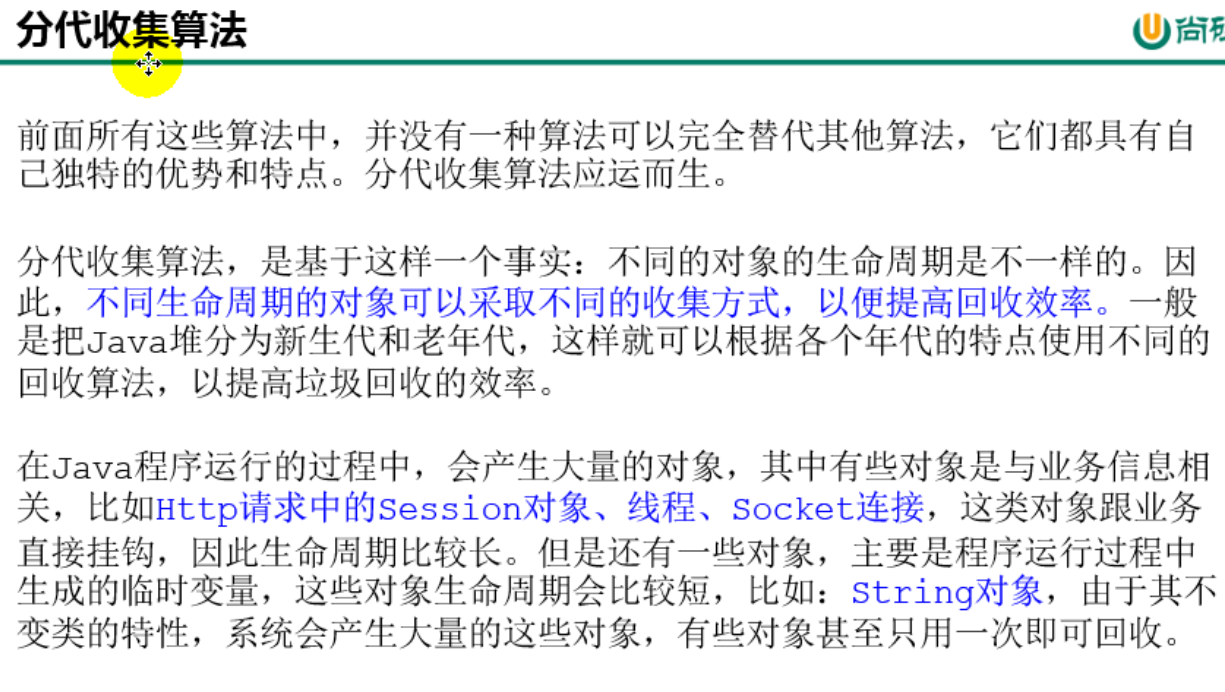 分代收集算法
尚硅
前面所有这些算法中，并没有一种算法可以完全替代其他算法，它们都具有自
己独特的优势和特点。分代收集算法应运而生。
分代收集算法，是基于这样一个事实：不同的对象的生命周期是不一样的。因
此，不同生命周期的对象可以采取不同的收集方式，以便提高回收效率。一般
是把Java堆分为新生代和老年代，这样就可以根据各个年代的特点使用不同的
回收算法，以提高垃圾回收的效率。
在Java程序运行的过程中，会产生大量的对象，其中有些对象是与业务信息相
关，比如Http请求中的Session对象、线程、Socket连接，这类对象跟业务
直接挂钩，因此生命周期比较长。但是还有一些对象，主要是程序运行过程中
生成的临时变量，这些对象生命周期会比较短，比如：String对象，由于其不
变类的特性，系统会产生大量的这些对象，有些对象甚至只用一次即可回收。